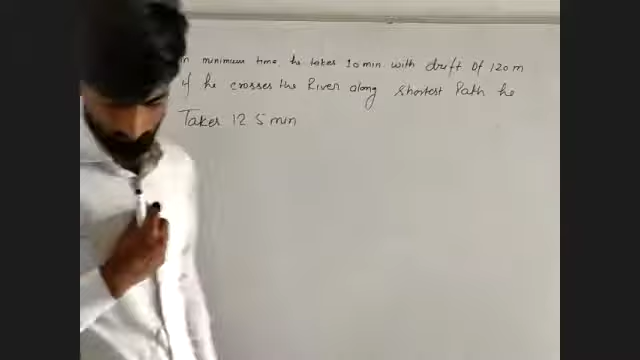 in minimum time he takes 10 min with drift Of 120 m
if he crosses the River along shortest Path he
Takes 12 5 min